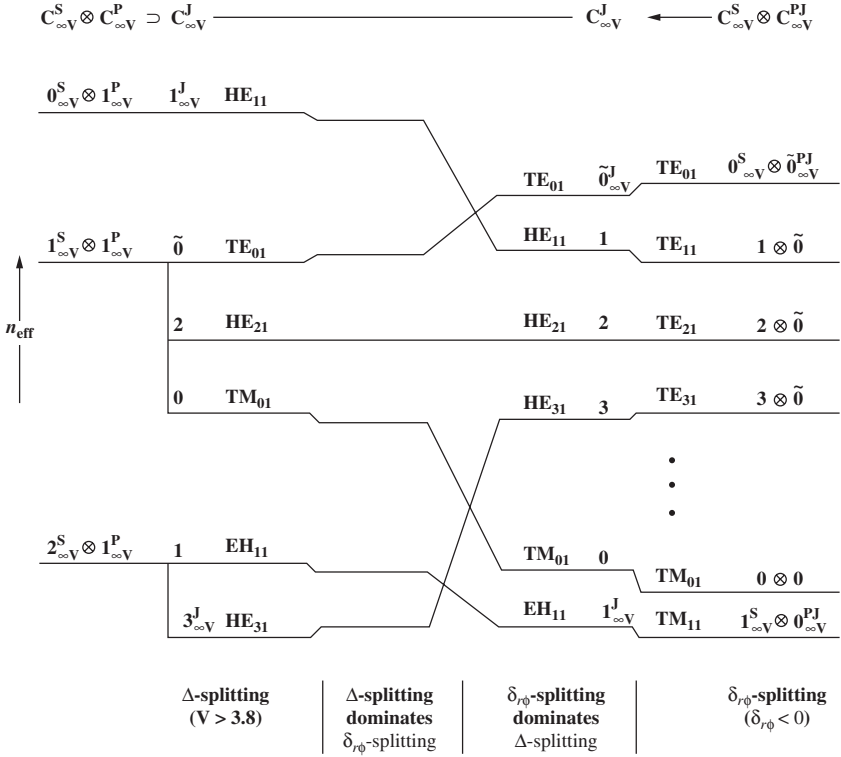 C^S_∞V ⊗ C^P_∞V ⊃ C^J_∞V C^J_∞V C^S_∞V ⊗ C^PJ_∞V
0^S_∞V ⊗ 1^P_∞V 1^J_∞V HE₁₁
TE₀₁ 0̃^J_∞V TE₀₁ 0^S_∞V ⊗ 0̃^PJ_∞V
1^S_∞V ⊗ 1^P_∞V 0̃ TE₀₁ HE₁₁ 1 TE₁₁ 1 ⊗ 0̃
n_eff
2 HE₂₁ HE₂₁ 2 TE₂₁ 2 ⊗ 0̃
0 TM₀₁ HE₃₁ 3 TE₃₁ 3 ⊗ 0̃
2^S_∞V ⊗ 1^P_∞V 1 EH₁₁ TM₀₁ 0 TM₀₁ 0 ⊗ 0
3^J_∞V HE₃₁ EH₁₁ 1^J_∞V TM₁₁ 1^S_∞V ⊗ 0^PJ_∞V
Δ-splitting
(V > 3.8)
Δ-splitting
dominates
δ_rϕ-splitting
δ_rϕ-splitting
dominates
Δ-splitting
δ_rϕ-splitting
(δ_rϕ < 0)